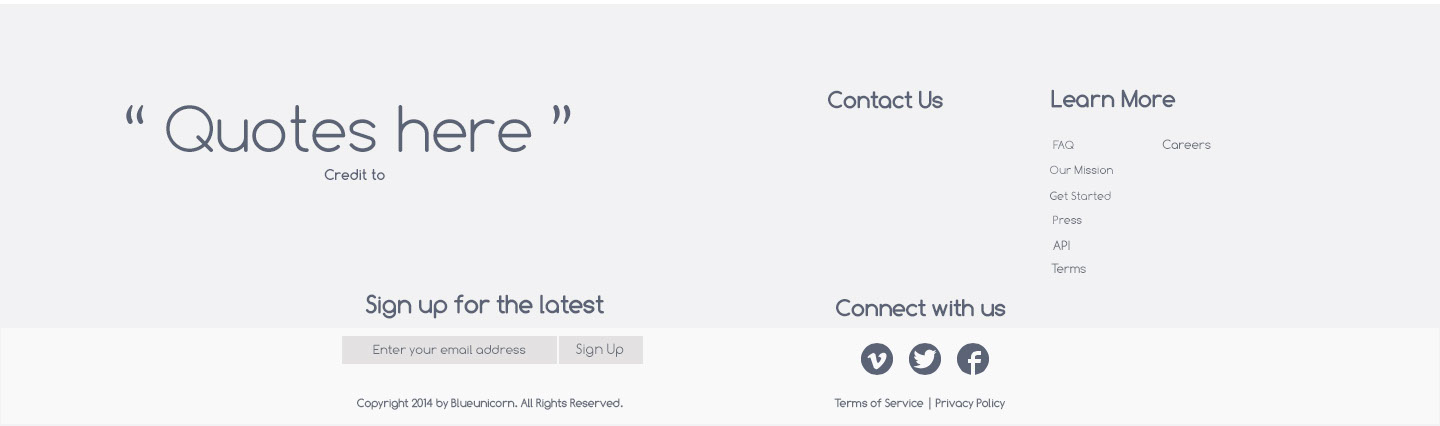 “ Quotes here ”
Credit to
Contact Us
Learn More
FAQ
Careers
Our Mission
Get Started
Press
API
Terms
Sign up for the latest
Enter your email address
Sign Up
Connect with us
Copyright 2014 by Blueunicorn. All Rights Reserved.
Terms of Service | Privacy Policy